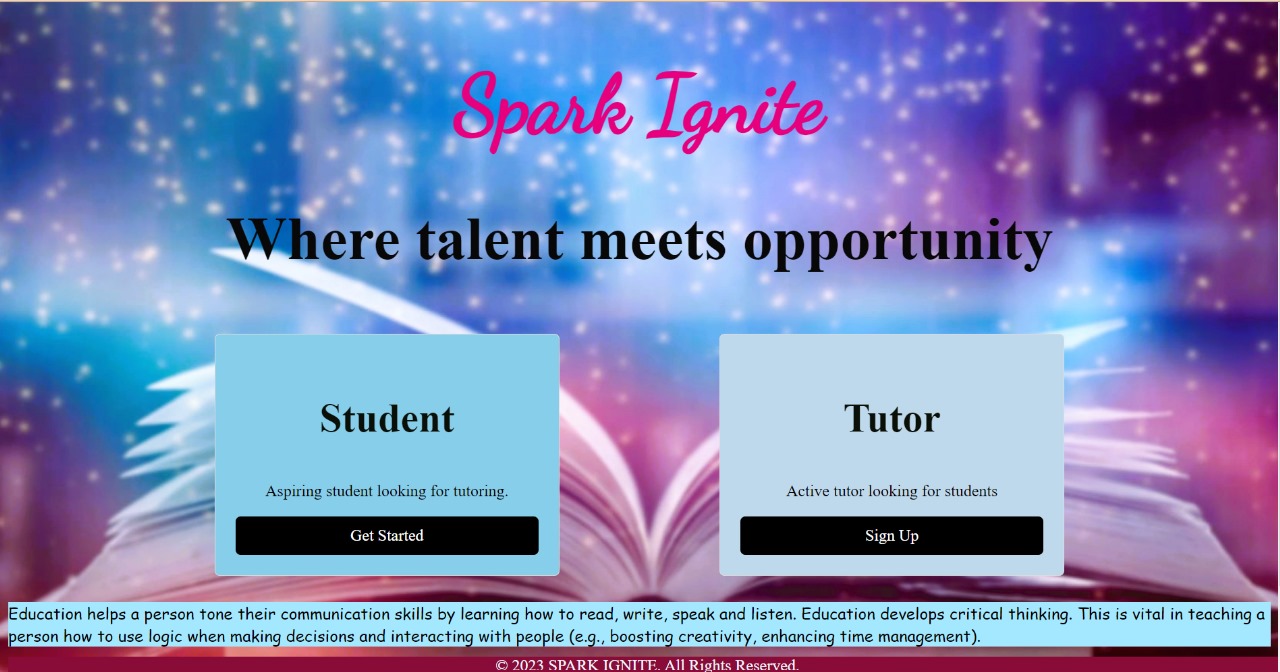 Spark Ignite
Where talent meets opportunity
Student
Aspiring student looking for tutoring.
Get Started
Tutor
Active tutor looking for students
Sign Up
Education helps a person tone their communication skills by learning how to read, write, speak and listen. Education develops critical thinking. This is vital in teaching a
person how to use logic when making decisions and interacting with people (e.g., boosting creativity, enhancing time management).
© 2023 SPARK IGNITE. All Rights Reserved.